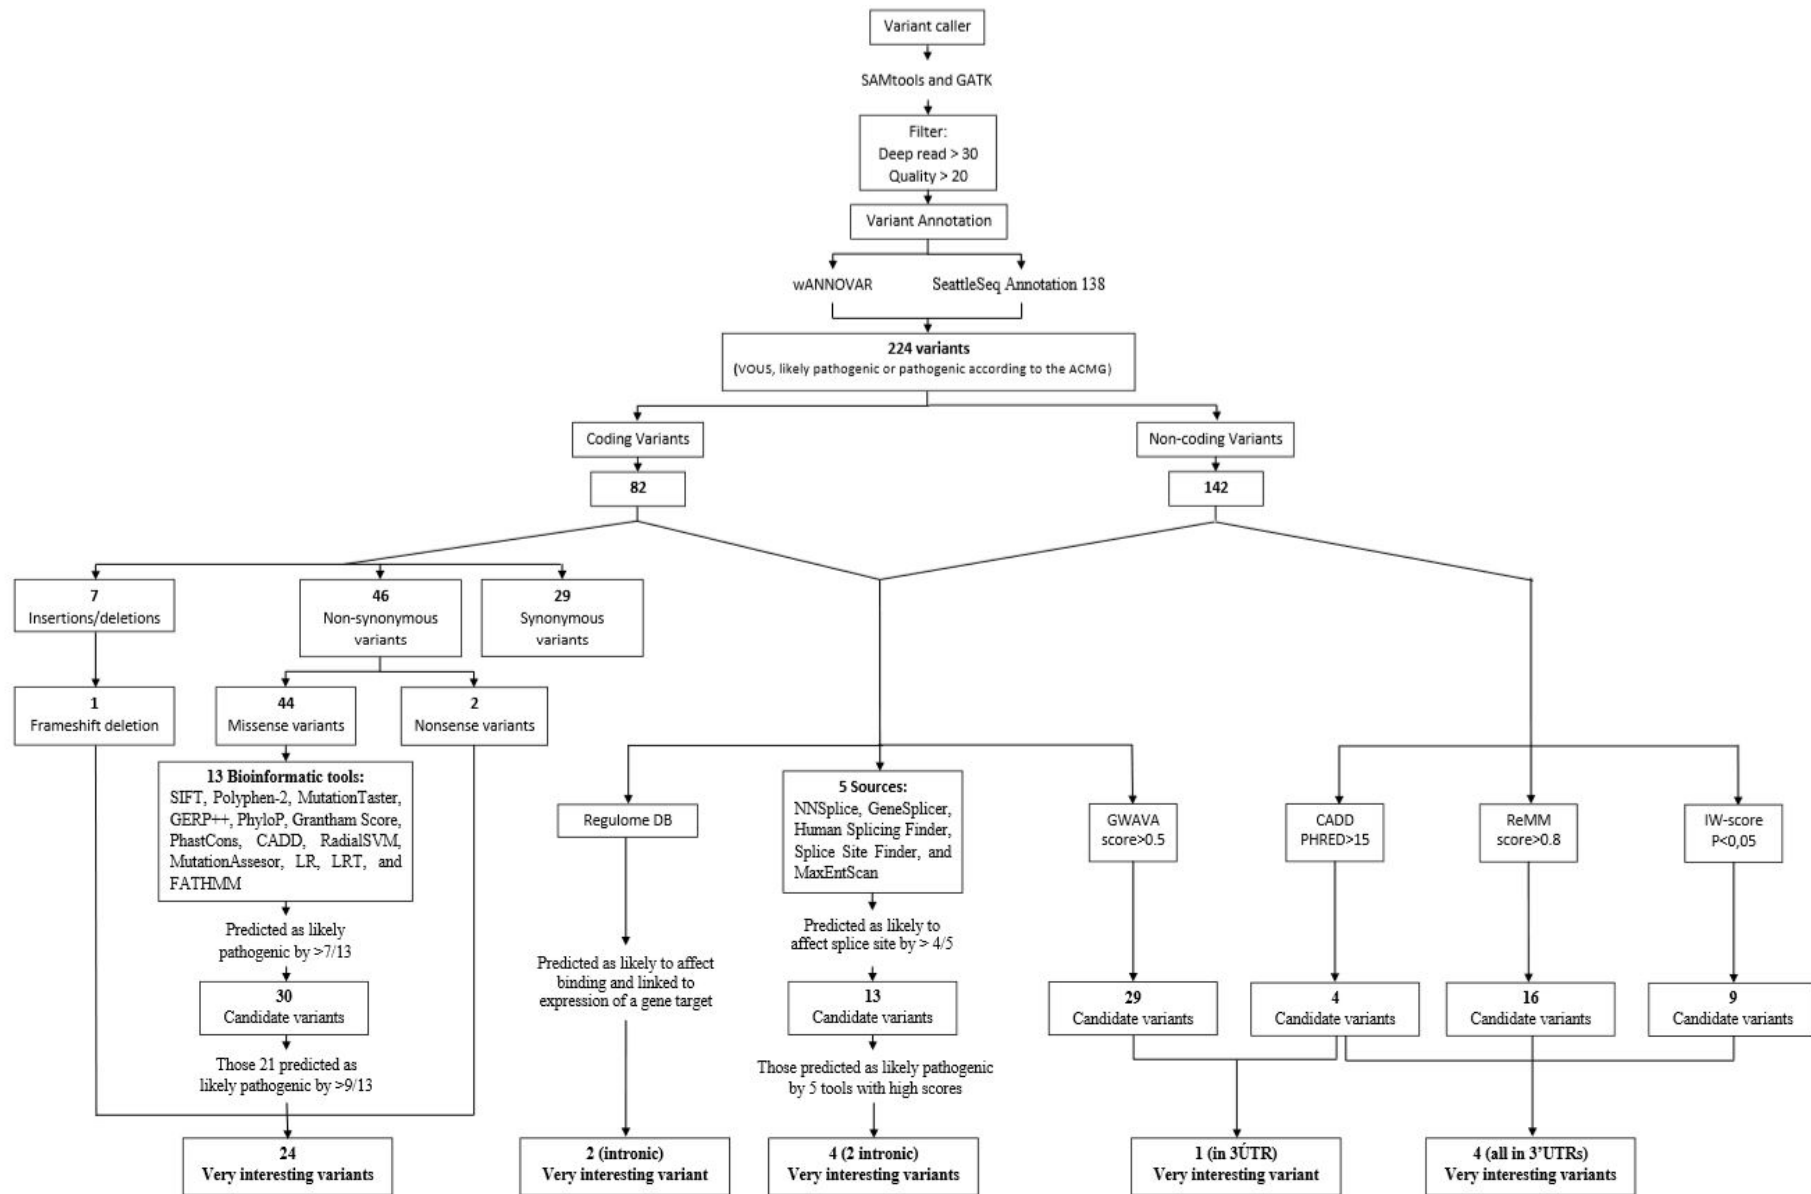 Variant caller
SAMtools and GATK
Filter:
Deep read > 30
Quality > 20
Variant Annotation
wANNOVAR
SeattleSeq Annotation 138
224 variants
(VOUS, likely pathogenic or pathogenic according to the ACMG)
Coding Variants
Non-coding Variants
82
142
7
Insertions/deletions
46
Non-synonymous
variants
29
Synonymous
variants
1
Frameshift deletion
44
Missense variants
2
Nonsense variants
13 Bioinformatic tools:
SIFT, Polyphen-2, MutationTaster,
GERP++, PhyloP, Grantham Score,
PhastCons, CADD, RadialSVM,
MutationAssesor, LR, LRT, and
FATHMM
Regulome DB
5 Sources:
NNSplice, GeneSplicer,
Human Splicing Finder,
Splice Site Finder, and
MaxEntScan
GWAVA
score>0.5
CADD
PHRED>15
ReMM
score>0.8
IW-score
P<0,05
Predicted as likely
pathogenic by >7/13
Predicted as likely to affect
binding and linked to
expression of a gene target
Predicted as likely to
affect splice site by > 4/5
30
Candidate variants
13
Candidate variants
29
Candidate variants
4
Candidate variants
16
Candidate variants
9
Candidate variants
Those 21 predicted as
likely pathogenic by >9/13
Those predicted as likely pathogenic
by 5 tools with high scores
24
Very interesting variants
2 (intronic)
Very interesting variant
4 (2 intronic)
Very interesting variants
1 (in 3ÚTR)
Very interesting variant
4 (all in 3’UTRs)
Very interesting variants